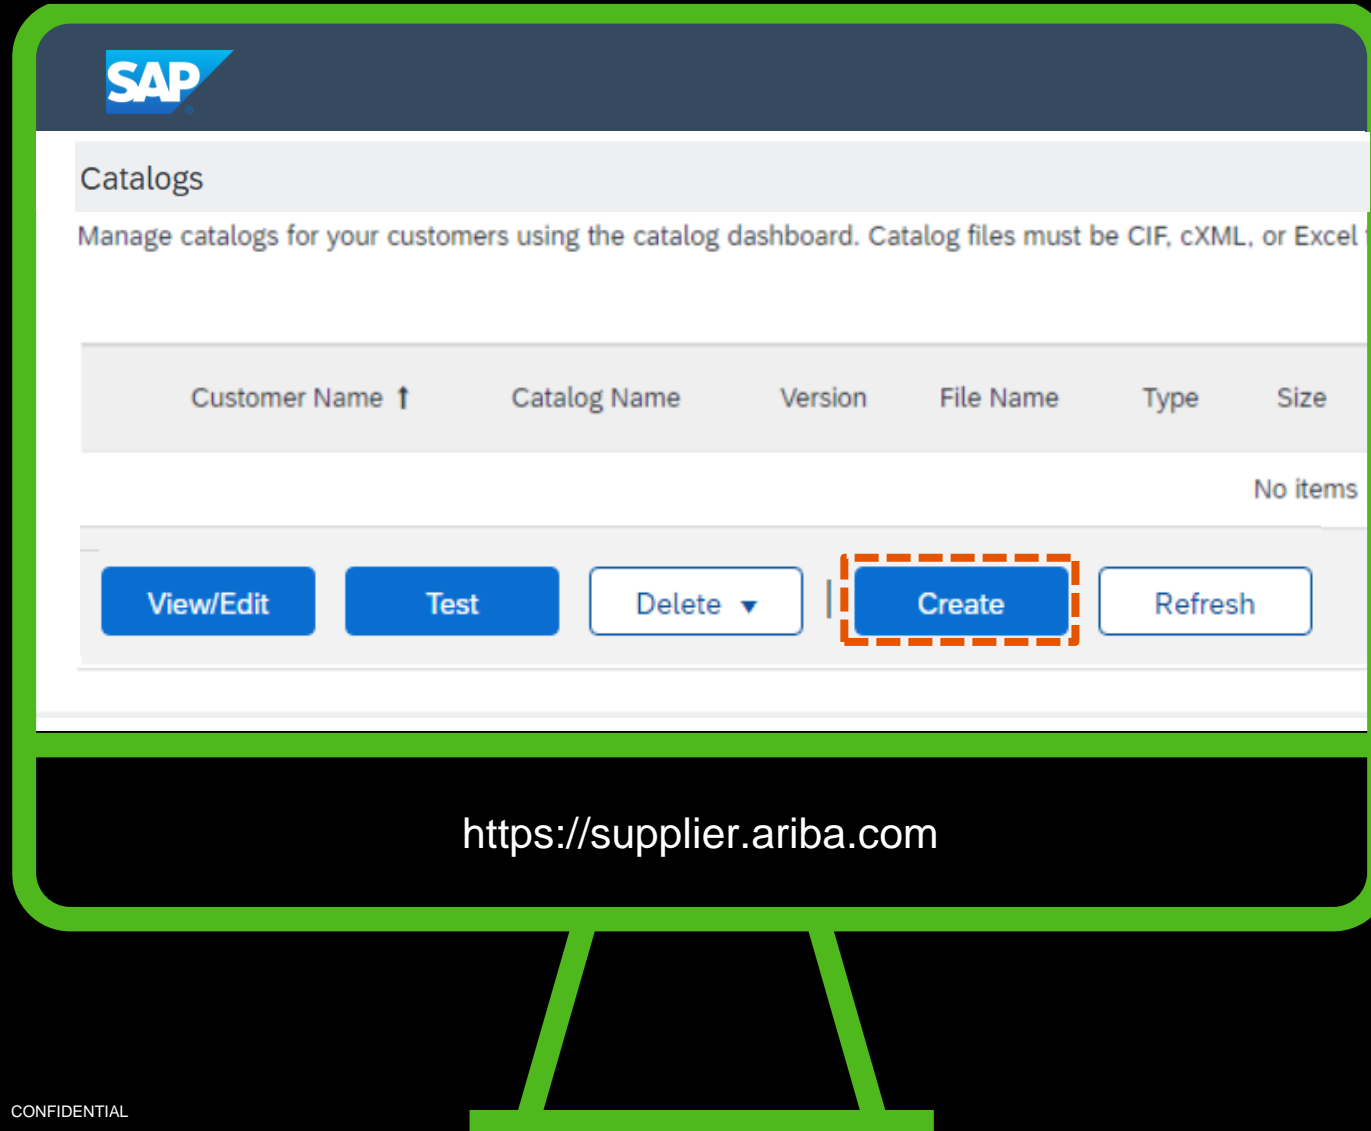 SAP
Catalogs
Manage catalogs for your customers using the catalog dashboard. Catalog files must be CIF, cXML, or Excel
Customer Name ↑ Catalog Name Version File Name Type Size
No items
View/Edit Test Delete ▼ | Create Refresh
https://supplier.ariba.com
CONFIDENTIAL